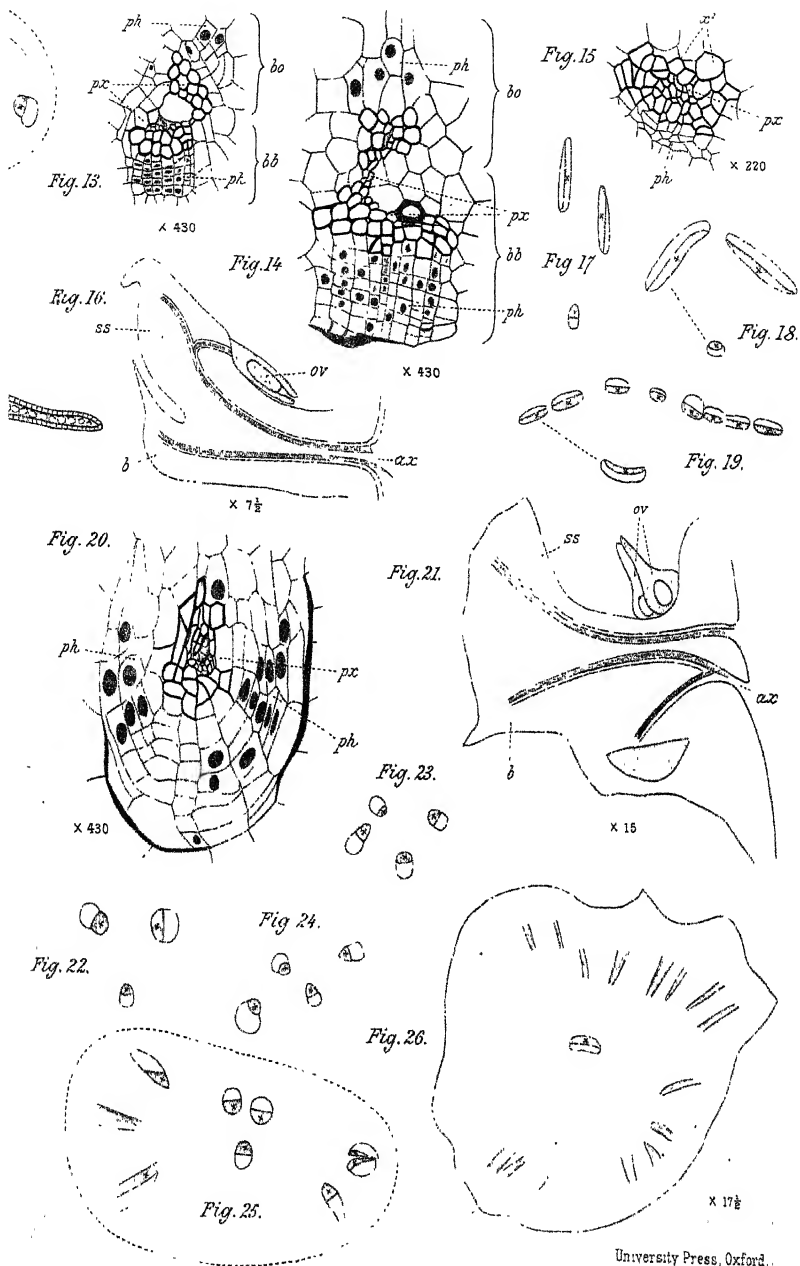 ph
px
bo
bb
ph
Fig. 13.
× 430
ph
bo
px
bb
ph
Fig. 14
× 430
Fig. 15
x²
px
ph
× 220
Fig. 16.
ss
ov
b
ax
× 7½
Fig 17
Fig. 18.
Fig. 19.
Fig. 20.
ph
px
ph
× 430
Fig. 21.
ss
ov
ax
b
× 15
Fig. 23.
Fig. 22.
Fig 24.
Fig. 25.
Fig. 26.
× 17½
University Press, Oxford.